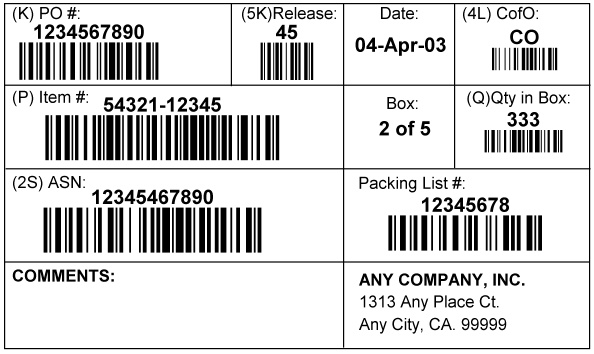 (K) PO #:
1234567890
(5K)Release:
45
Date:
04-Apr-03
(4L) CofO:
CO
(P) Item #:
54321-12345
Box:
2 of 5
(Q)Qty in Box:
333
(2S) ASN:
12345467890
Packing List #:
12345678
COMMENTS:
ANY COMPANY, INC.
1313 Any Place Ct.
Any City, CA. 99999